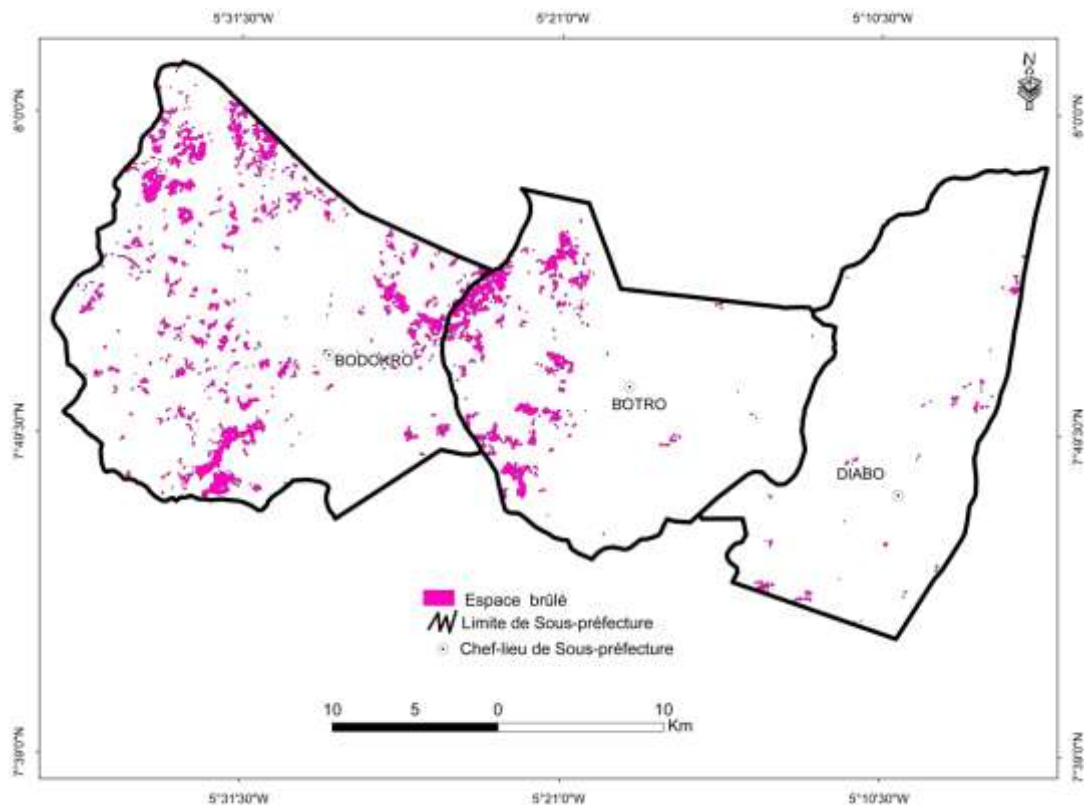 5°31'30"W 5°21'0"W 5°10'30"W
N
8°0'0"N 8°0'0"N
BODOKRO
BOTRO
7°49'30"N 7°49'30"N
DIABO
Espace brûlé
Limite de Sous-préfecture
Chef-lieu de Sous-préfecture
10 5 0 10
Km
7°39'0"N 7°39'0"N
5°31'30"W 5°21'0"W 5°10'30"W